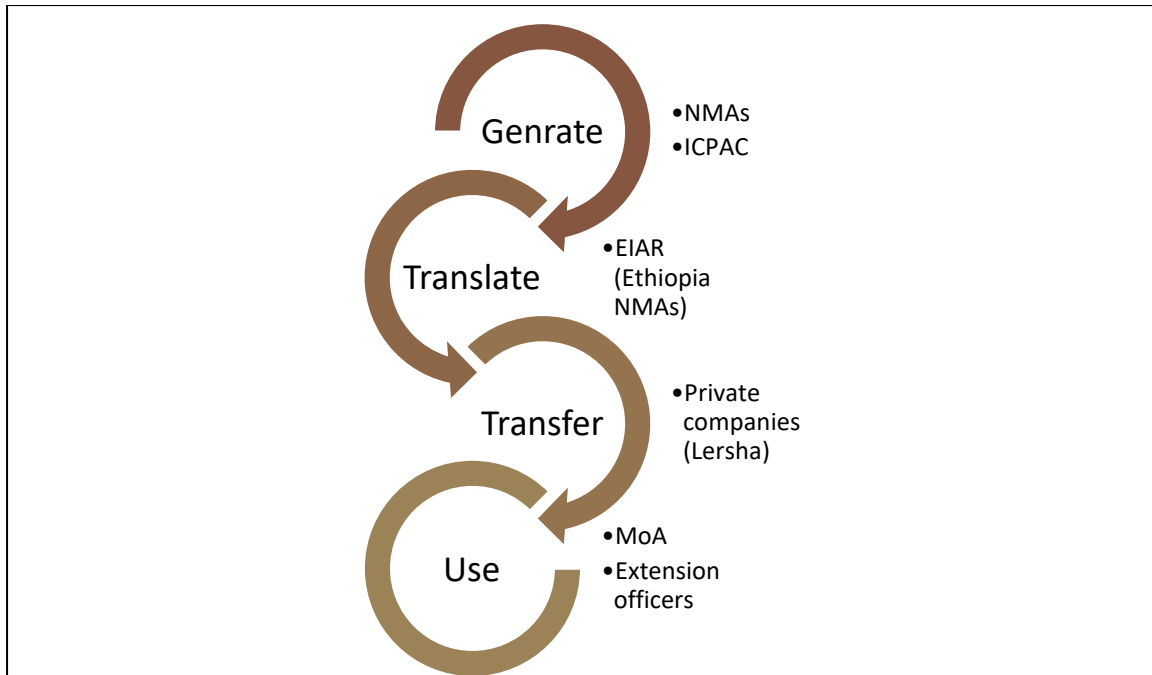 Genrate
•NMAs
•ICPAC
Translate
•EIAR
(Ethiopia
NMAs)
Transfer
•Private
companies
(Lersha)
Use
•MoA
•Extension
officers